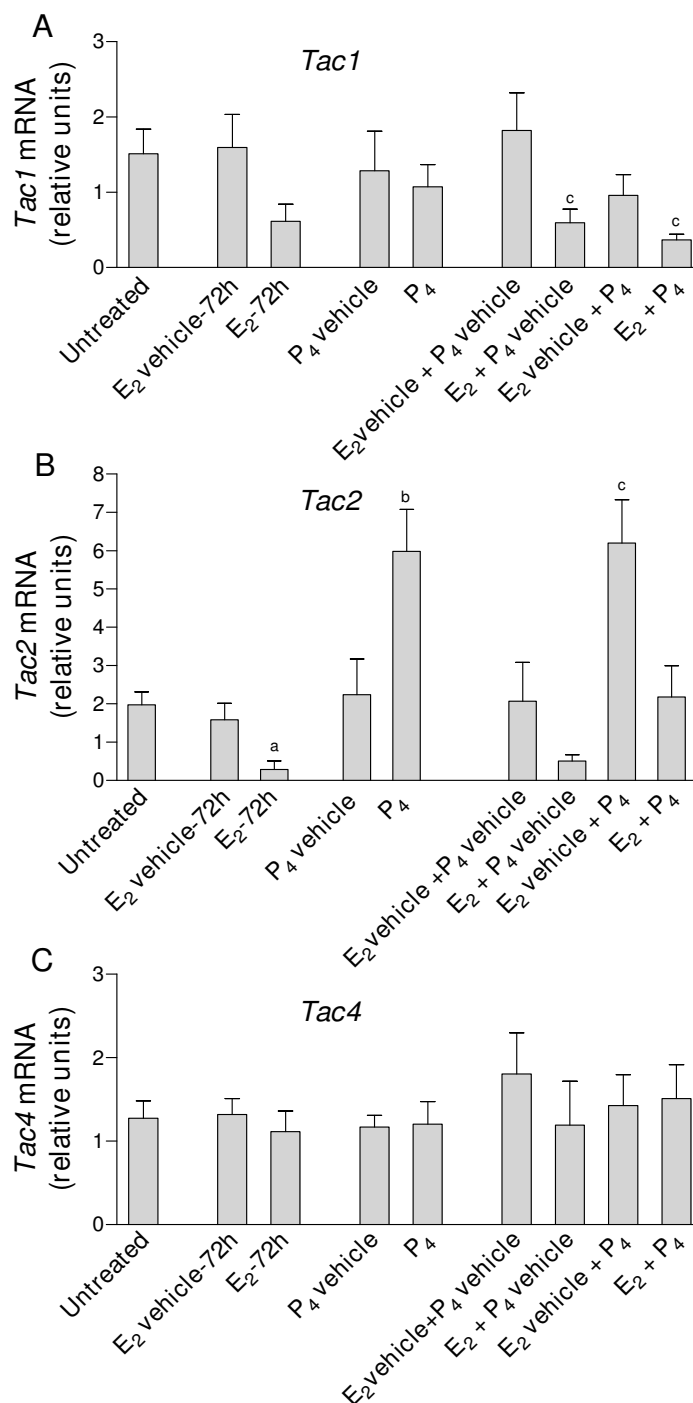 A
Tac1
Tac1 mRNA
(relative units)
3
2
1
0
Untreated
E₂ vehicle-72h
E₂-72h
P₄ vehicle
P₄
E₂vehicle + P₄ vehicle
E₂ + P₄ vehicle
E₂ vehicle + P₄
E₂ + P₄
c
c
B
Tac2
Tac2 mRNA
(relative units)
8
7
6
5
4
3
2
1
0
a
b
c
Untreated
E₂ vehicle-72h
E₂-72h
P₄ vehicle
P₄
E₂vehicle +P₄ vehicle
E₂ + P₄ vehicle
E₂ vehicle + P₄
E₂ + P₄
C
Tac4
Tac4 mRNA
(relative units)
3
2
1
0
Untreated
E₂ vehicle-72h
E₂-72h
P₄ vehicle
P₄
E₂vehicle+P₄ vehicle
E₂ + P₄ vehicle
E₂ vehicle + P₄
E₂ + P₄